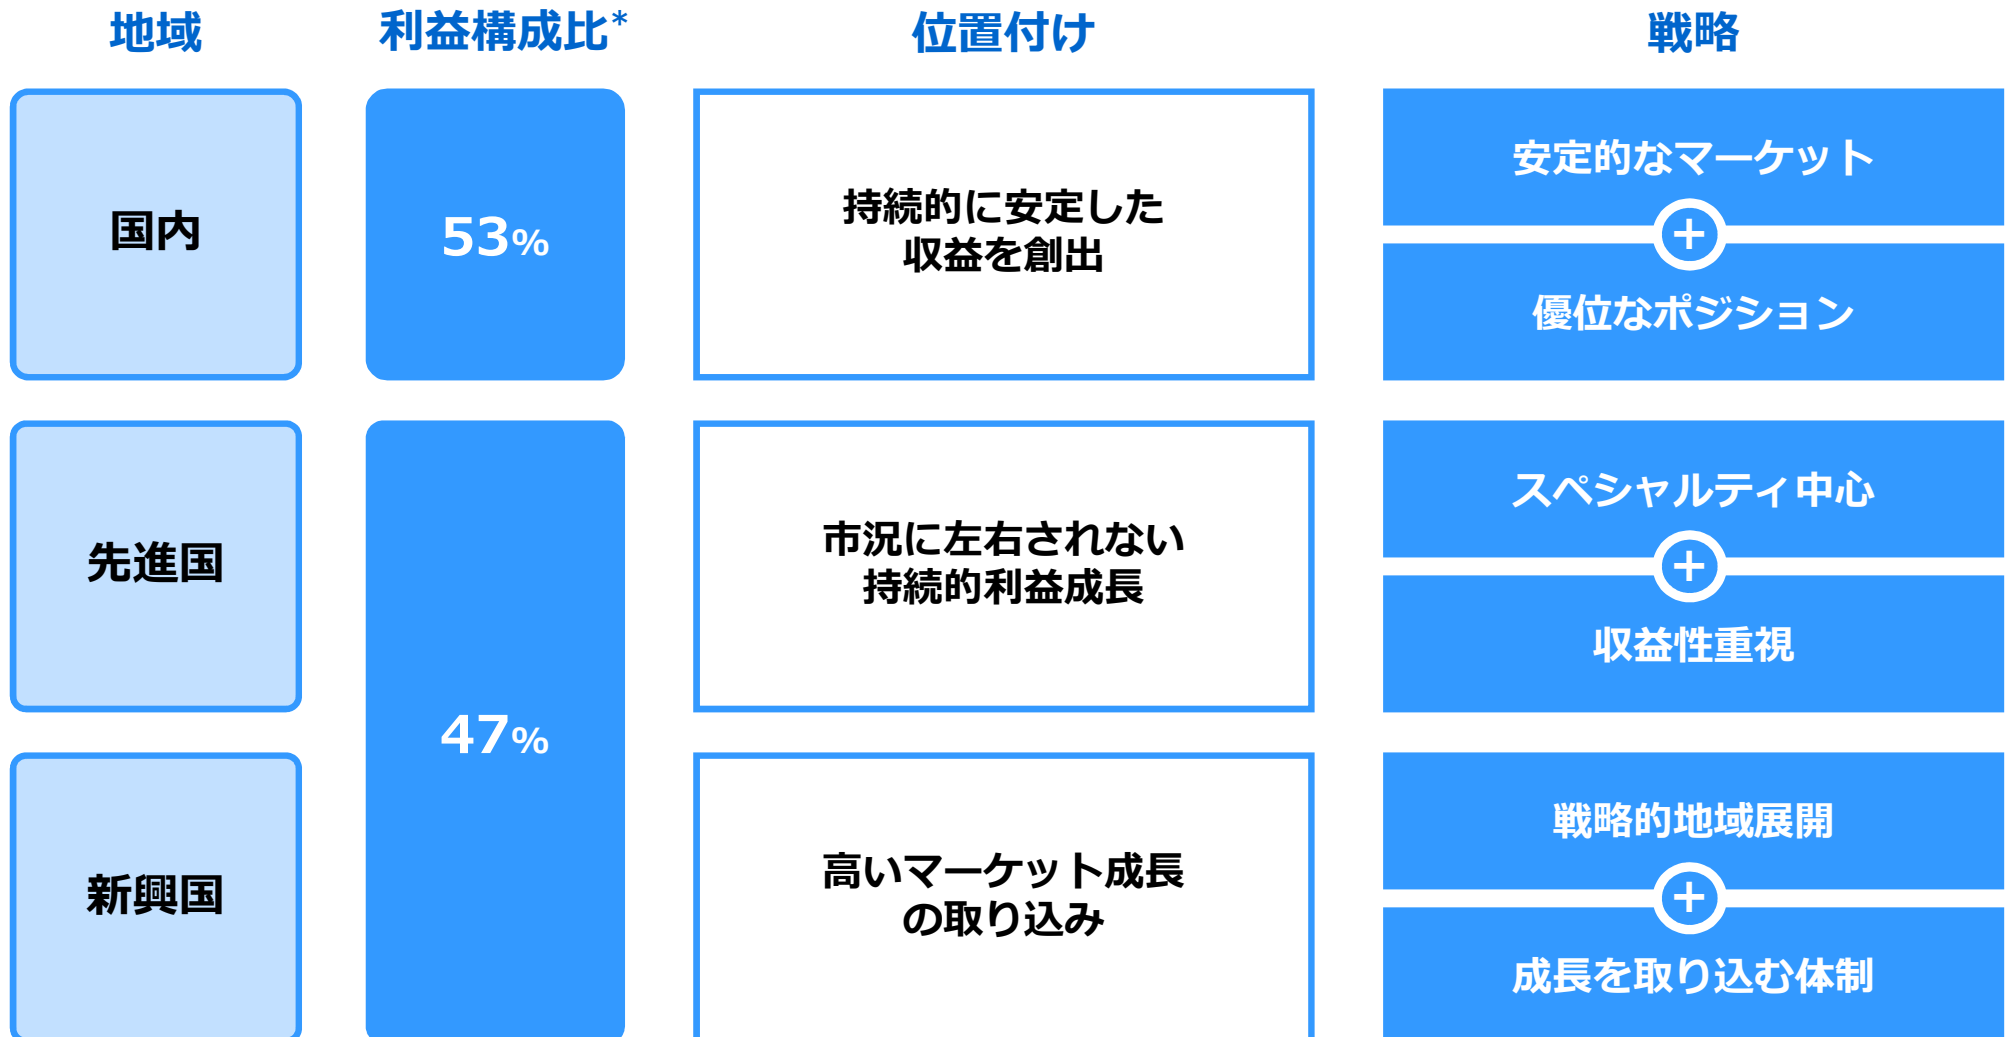 地域
利益構成比*
位置付け
戦略
国内
53%
持続的に安定した
収益を創出
安定的なマーケット
+
優位なポジション
先進国
47%
市況に左右されない
持続的利益成長
スペシャルティ中心
+
収益性重視
新興国
高いマーケット成長
の取り込み
戦略的地域展開
+
成長を取り込む体制